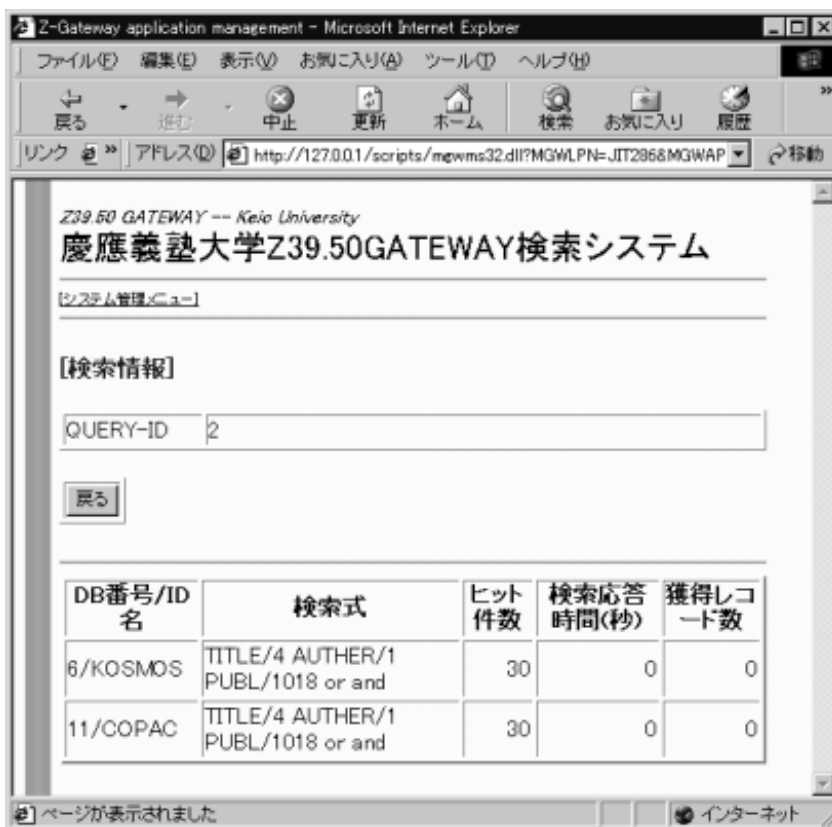 Z-Gateway application management - Microsoft Internet Explorer
ファイル(F) 編集(E) 表示(V) お気に入り(A) ツール(T) ヘルプ(H)
戻る 進む 中止 更新 ホーム 検索 お気に入り 履歴 »
リンク » アドレス(D) http://127.0.0.1/scripts/mgwms32.dll?MGWLPN=JIT286&MGWAP 移動
Z39.50 GATEWAY -- Keio University
慶應義塾大学Z39.50GATEWAY検索システム
[システム管理メニュー]
[検索情報]
QUERY-ID 2
戻る
DB番号/ID名 検索式 ヒット件数 検索応答時間(秒) 獲得レコード数
6/KOSMOS TITLE/4 AUTHER/1 PUBL/1018 or and 30 0 0
11/COPAC TITLE/4 AUTHER/1 PUBL/1018 or and 30 0 0
ページが表示されました インターネット